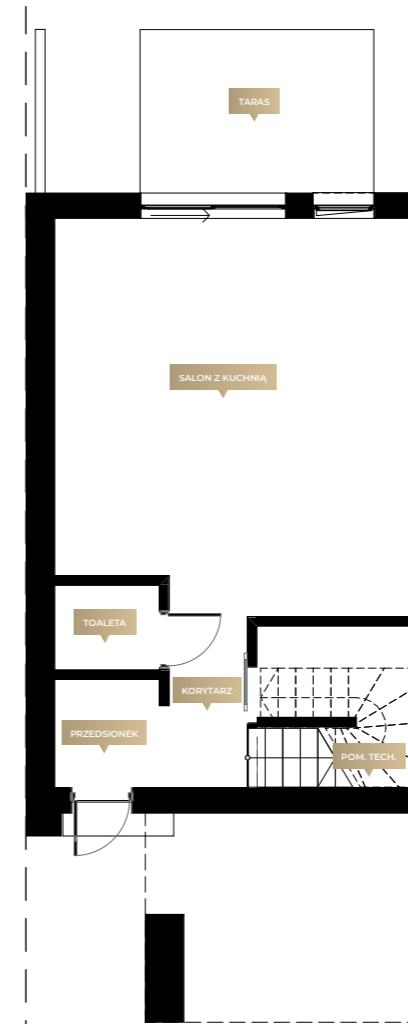 TARAS
SALON Z KUCHNIĄ
TOALETA
KORYTARZ
PRZEDSIONEK
POM. TECH.